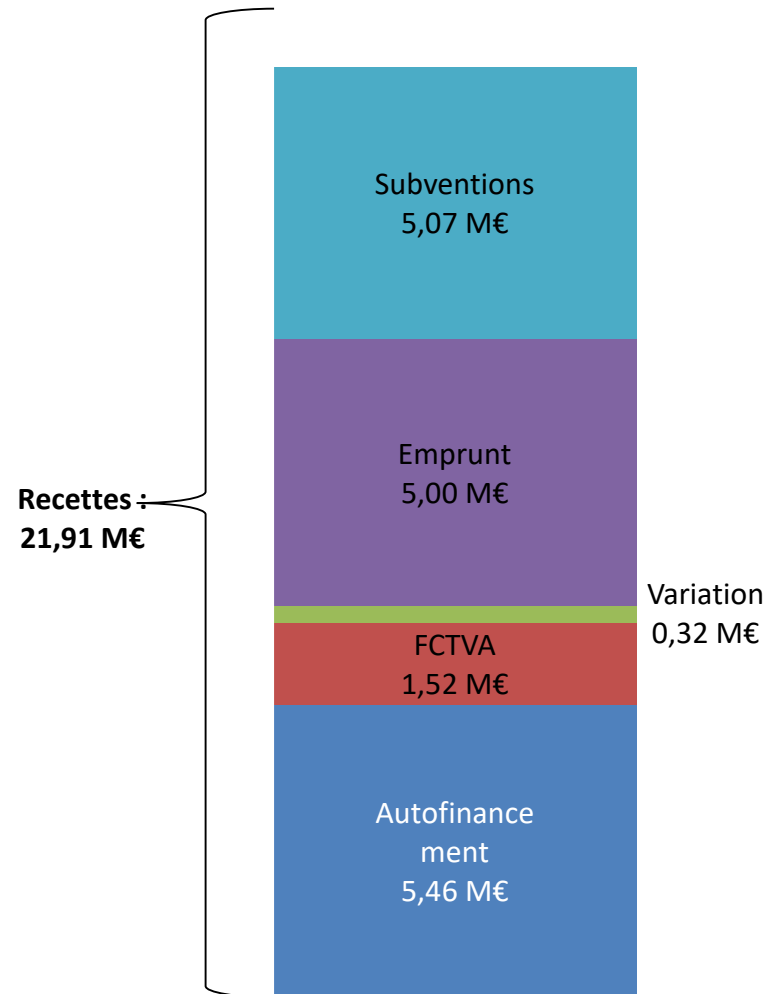 Subventions
5,07 M€
Emprunt
5,00 M€
Recettes :
21,91 M€
Variation
0,32 M€
FCTVA
1,52 M€
Autofinance
ment
5,46 M€